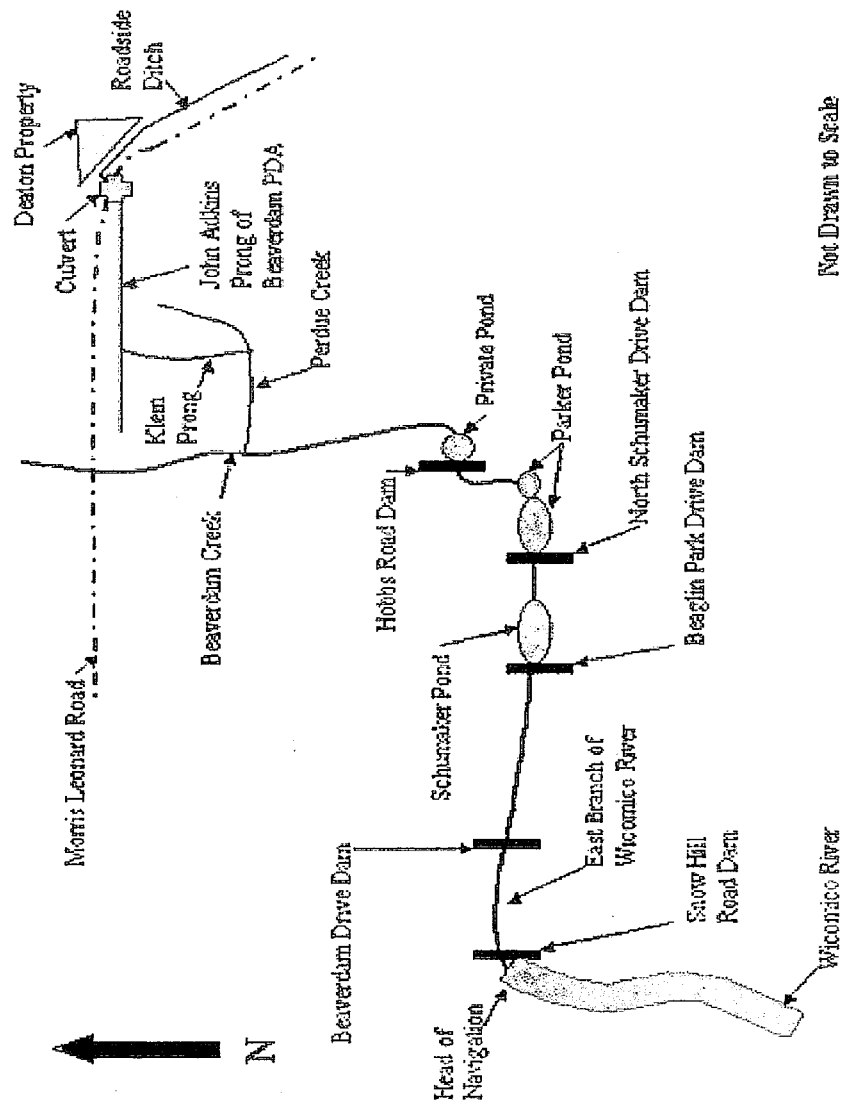 Deaton Property
Roadside
Ditch
Culvert
John Adkins
Prong of
Beaverdam PDA
Klem
Prong
Perdue Creek
Morris Leonard Road
Beaverdam Creek
Private Pond
Hobbs Road Dam
Parker Pond
North Schumaker Drive Dam
Schumaker Pond
Beaglin Park Drive Dam
Beaverdam Drive Dam
East Branch of
Wicomico River
Snow Hill
Road Dam
Head of
Navigation
Wicomico River
N
Not Drawn to Scale